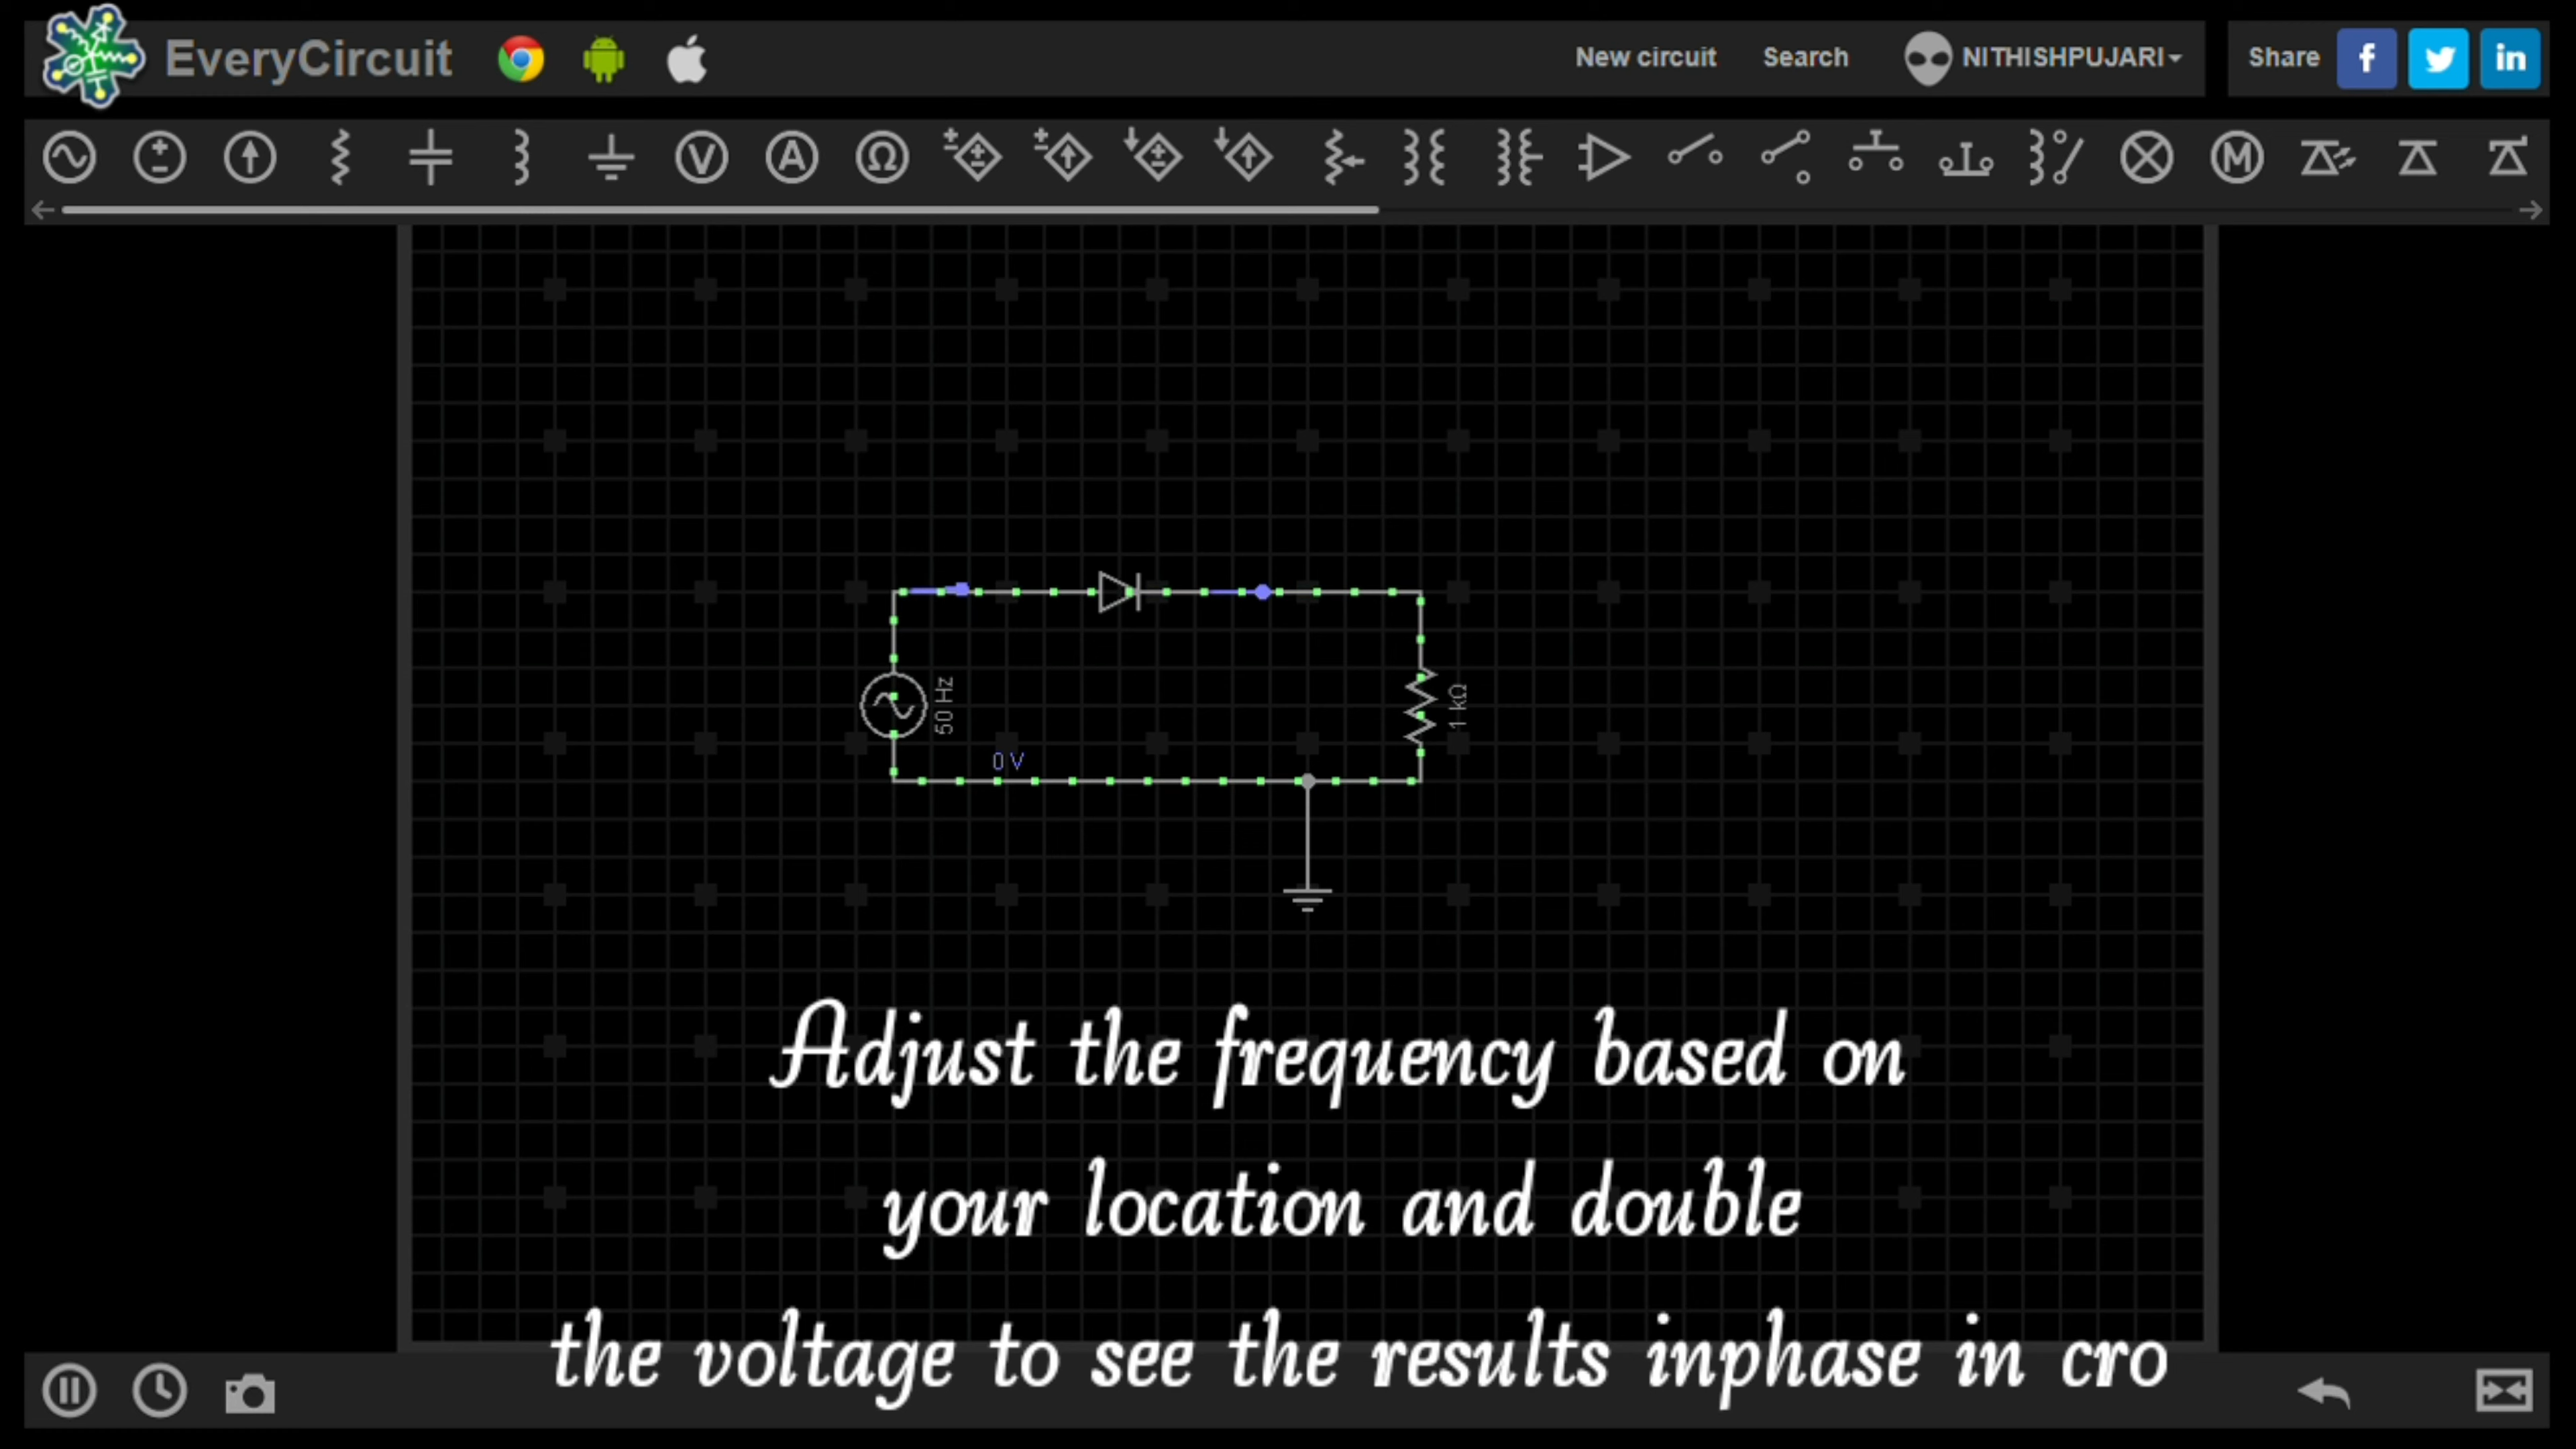 EveryCircuit
New circuit
Search
NITHISHPUJARI
Share
f
in
V
A
Ω
M
50 Hz
1 kΩ
0 V
Adjust the frequency based on
your location and double
the voltage to see the results inphase in cro